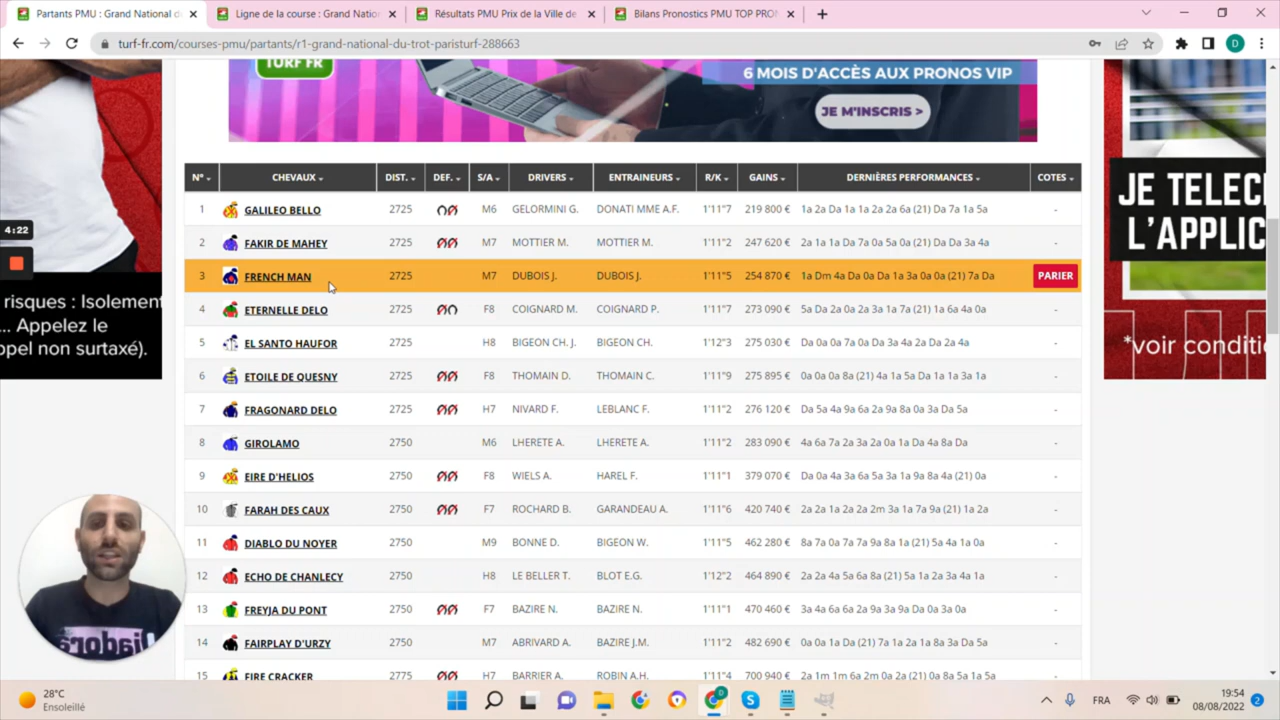 Partants PMU : Grand National d
Ligne de la course : Grand Natio
Résultats PMU Prix de la Ville de
Bilans Pronostics PMU TOP PRON
turf-fr.com/courses-pmu/partants/r1-grand-national-du-trot-paristurf-288663
D
TURF FR
6 MOIS D'ACCÈS AUX PRONOS VIP
JE M'INSCRIS >
4:22
risques : Isolement
... Appelez le
ppel non surtaxé).
JE TELEC
L'APPLIC
*voir conditi
N° CHEVAUX DIST. DEF. S/A DRIVERS ENTRAINEURS R/K GAINS DERNIÈRES PERFORMANCES COTES
1 GALILEO BELLO 2725 M6 GELORMINI G. DONATI MME A.F. 1'11"7 219 800 € 1a 2a Da 1a 1a 2a 2a 6a (21) Da 7a 1a 5a -
2 FAKIR DE MAHEY 2725 M7 MOTTIER M. MOTTIER M. 1'11"2 247 620 € 2a 1a 1a Da 7a 0a 5a 0a (21) Da Da 3a 4a -
3 FRENCH MAN 2725 M7 DUBOIS J. DUBOIS J. 1'11"5 254 870 € 1a Dm 4a Da 0a Da 1a 3a 0a 0a (21) 7a Da PARIER
4 ETERNELLE DELO 2725 F8 COIGNARD M. COIGNARD P. 1'11"7 273 090 € 5a Da 2a 0a 2a 3a 1a 7a (21) 1a 6a 4a 0a -
5 EL SANTO HAUFOR 2725 H8 BIGEON CH. J. BIGEON CH. 1'12"3 275 030 € Da 0a 0a 7a 0a Da 3a 4a 2a Da 2a 4a -
6 ETOILE DE QUESNY 2725 F8 THOMAIN D. THOMAIN C. 1'11"9 275 895 € 0a 0a 0a 8a (21) 4a 1a 5a Da 1a 1a 3a 1a -
7 FRAGONARD DELO 2725 H7 NIVARD F. LEBLANC F. 1'11"2 276 120 € Da 5a 4a 9a 6a 2a 9a 8a 0a 3a Da 5a -
8 GIROLAMO 2750 M6 LHERETE A. LHERETE A. 1'11"2 283 090 € 4a 6a 7a 2a 3a 2a 0a 1a Da 4a 8a Da -
9 EIRE D'HELIOS 2750 F8 WIELS A. HAREL F. 1'11"1 379 070 € Da 0a 4a 3a 6a 5a 3a 1a 9a 8a 4a (21) 0a -
10 FARAH DES CAUX 2750 F7 ROCHARD B. GARANDEAU A. 1'11"6 420 740 € 2a 2a 1a 2a 2a 2m 3a 1a 7a 9a (21) 1a 2a -
11 DIABLO DU NOYER 2750 M9 BONNE D. BIGEON W. 1'11"5 462 280 € 8a 7a 0a 7a 7a 9a 8a 1a (21) 5a 4a 1a 0a -
12 ECHO DE CHANLECY 2750 H8 LE BELLER T. BLOT E.G. 1'12"2 464 890 € 2a 2a 4a 5a 6a 8a (21) 5a 1a 2a 3a 4a 1a -
13 FREYJA DU PONT 2750 F7 BAZIRE N. BAZIRE N. 1'11"1 470 460 € 3a 4a 6a 6a 2a 9a 3a 9a Da 0a 3a 0a -
14 FAIRPLAY D'URZY 2750 M7 ABRIVARD A. BAZIRE J.M. 1'11"2 482 690 € 0a 0a 1a Da (21) 7a 1a 2a 1a 8a 3a Da 5a -
15 FIRE CRACKER 2750 H7 BARRIER A. ROBIN A.H. 1'11"2 700 940 € 2a 1m 1m 6a 2m 0a 2a (21) 0a Da 0a Da -
Diadora
28°C
Ensoleillé
D
S
FRA
19:54
08/08/2022
2